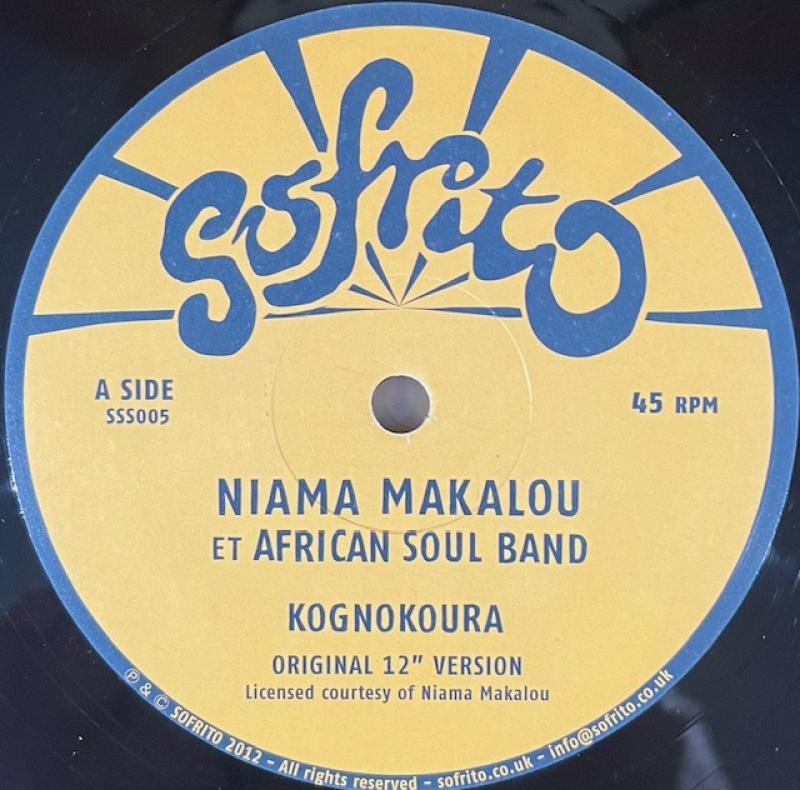 Sofrito
A SIDE
SSS005
45 RPM
NIAMA MAKALOU
ET AFRICAN SOUL BAND
KOGNOKOURA
ORIGINAL 12" VERSION
Licensed courtesy of Niama Makalou
℗ & © SOFRITO 2012 - All rights reserved - sofrito.co.uk - info@sofrito.co.uk